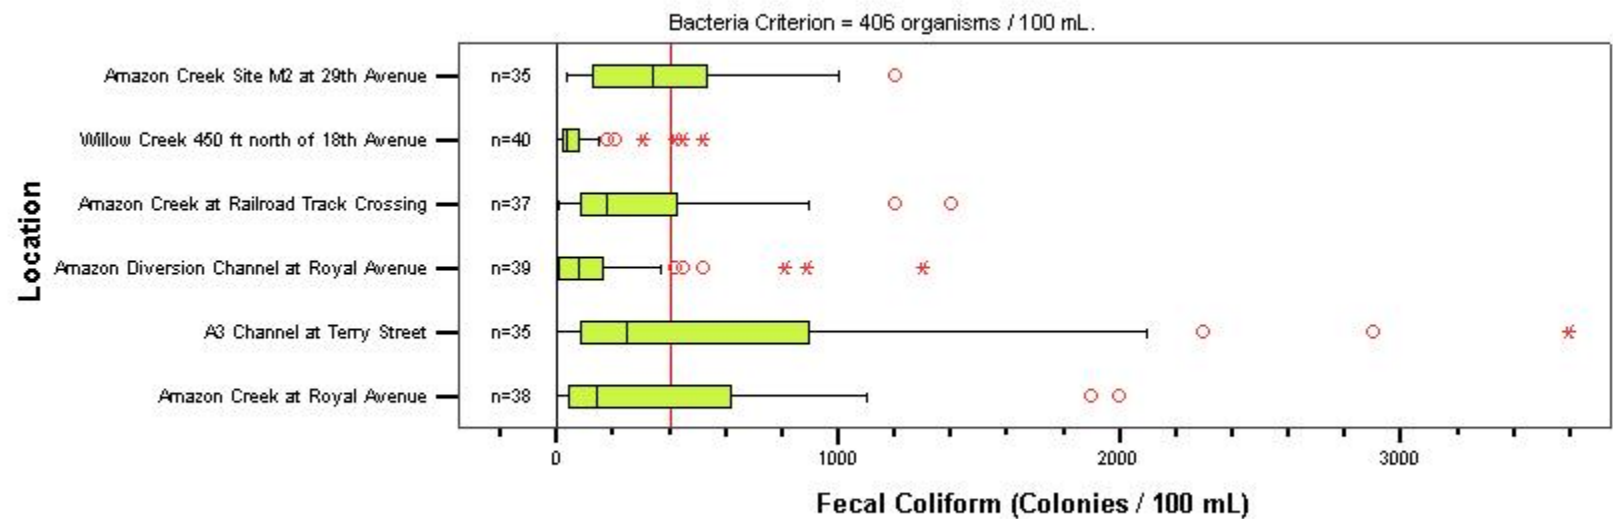 Bacteria Criterion = 406 organisms / 100 mL.
Amazon Creek Site M2 at 29th Avenue n=35
Willow Creek 450 ft north of 18th Avenue n=40
Amazon Creek at Railroad Track Crossing n=37
Amazon Diversion Channel at Royal Avenue n=39
A3 Channel at Terry Street n=35
Amazon Creek at Royal Avenue n=38
Location
0 1000 2000 3000
Fecal Coliform (Colonies / 100 mL)